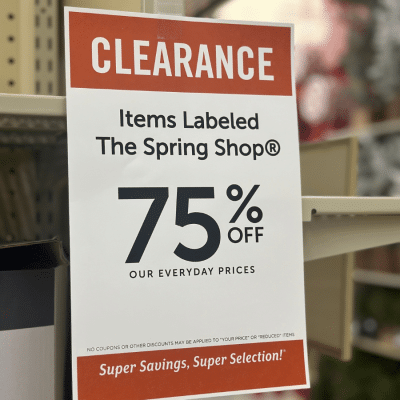 CLEARANCE
Items Labeled
The Spring Shop®
75% OFF
OUR EVERYDAY PRICES
NO COUPONS OR OTHER DISCOUNTS MAY BE APPLIED TO "YOUR PRICE" OR "REDUCED" ITEMS
Super Savings, Super Selection!